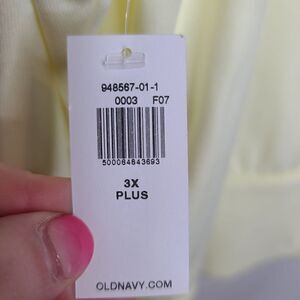 948567-01-1
0003 F07
500064843693
3X
PLUS
OLDNAVY.COM